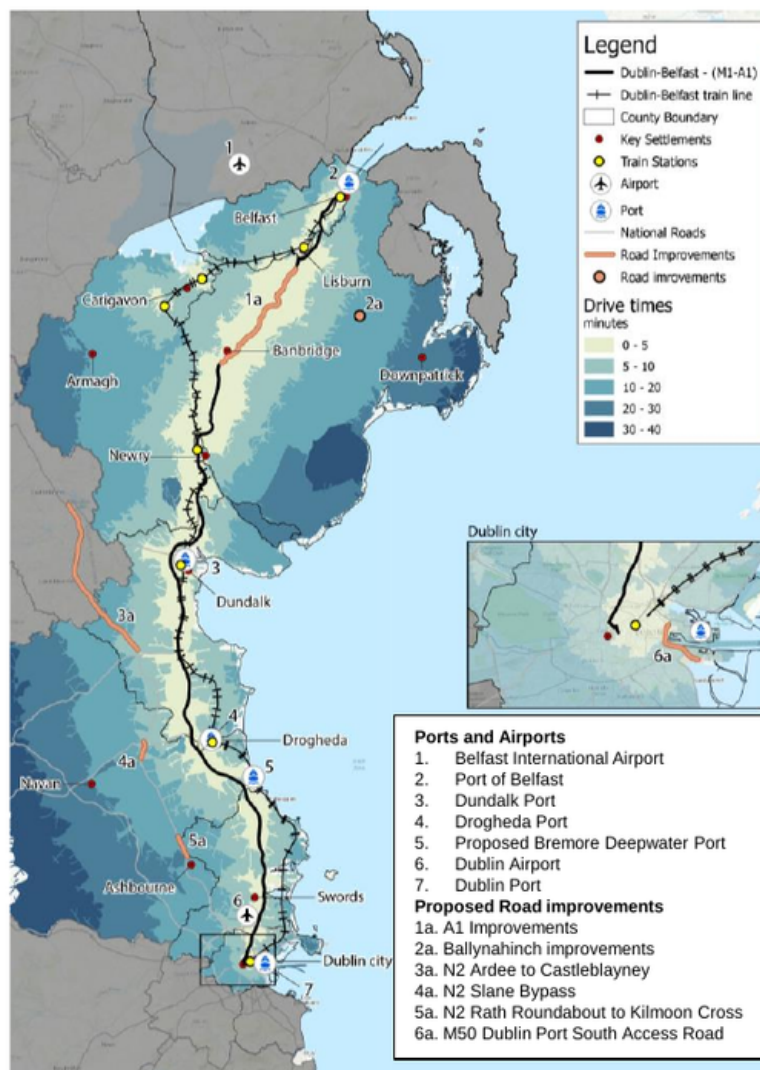 Legend
Dublin-Belfast - (M1-A1)
Dublin-Belfast train line
County Boundary
Key Settlements
Train Stations
Airport
Port
National Roads
Road Improvements
Road imrovements
Drive times
minutes
0 - 5
5 - 10
10 - 20
20 - 30
30 - 40
1
2
Belfast
Lisburn
Carigavon
1a
2a
Banbridge
Armagh
Downpatrick
Newry
3
Dundalk
3a
4
Drogheda
4a
5
Navan
5a
Ashbourne
Swords
6
Dublin city
7
Dublin city
6a
Ports and Airports
1. Belfast International Airport
2. Port of Belfast
3. Dundalk Port
4. Drogheda Port
5. Proposed Bremore Deepwater Port
6. Dublin Airport
7. Dublin Port
Proposed Road improvements
1a. A1 Improvements
2a. Ballynahinch improvements
3a. N2 Ardee to Castleblayney
4a. N2 Slane Bypass
5a. N2 Rath Roundabout to Kilmoon Cross
6a. M50 Dublin Port South Access Road